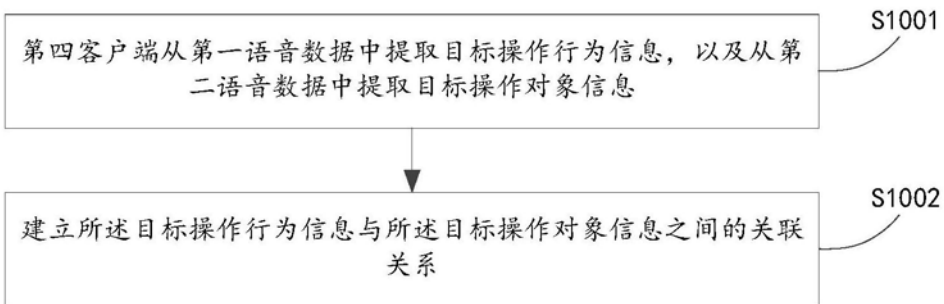 S1001
第四客户端从第一语音数据中提取目标操作行为信息，以及从第
二语音数据中提取目标操作对象信息
S1002
建立所述目标操作行为信息与所述目标操作对象信息之间的关联
关系